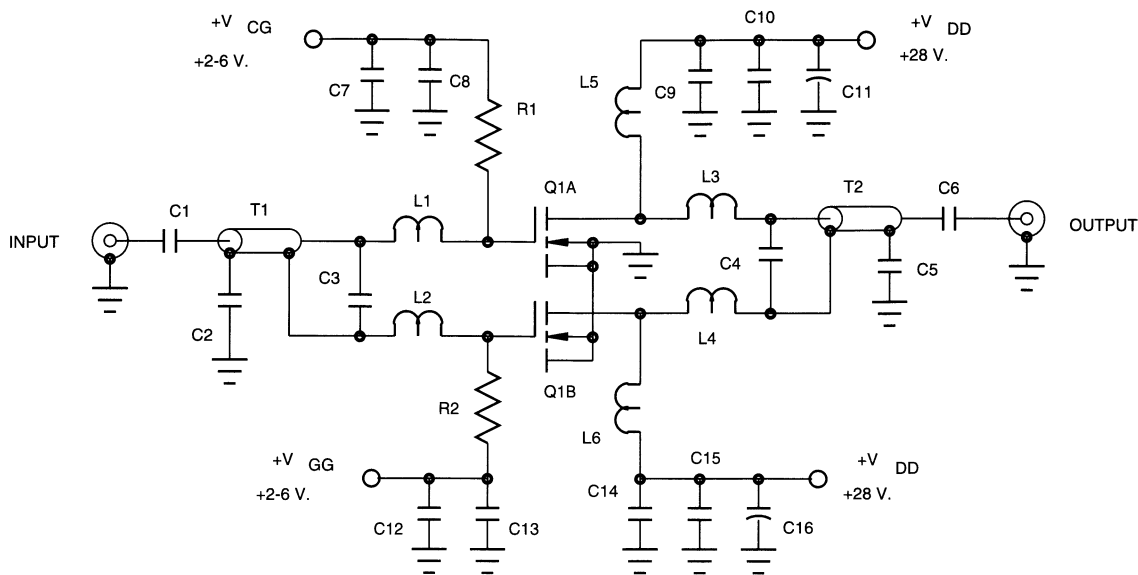 +V CG
+2-6 V.
C7
C8
R1
C10
+V DD
+28 V.
L5
C9
C11
Q1A
L3
T2
C6
INPUT
C1
T1
L1
OUTPUT
C3
C4
C5
C2
L2
L4
Q1B
R2
L6
+V GG
+2-6 V.
C12
C13
C14
C15
+V DD
+28 V.
C16